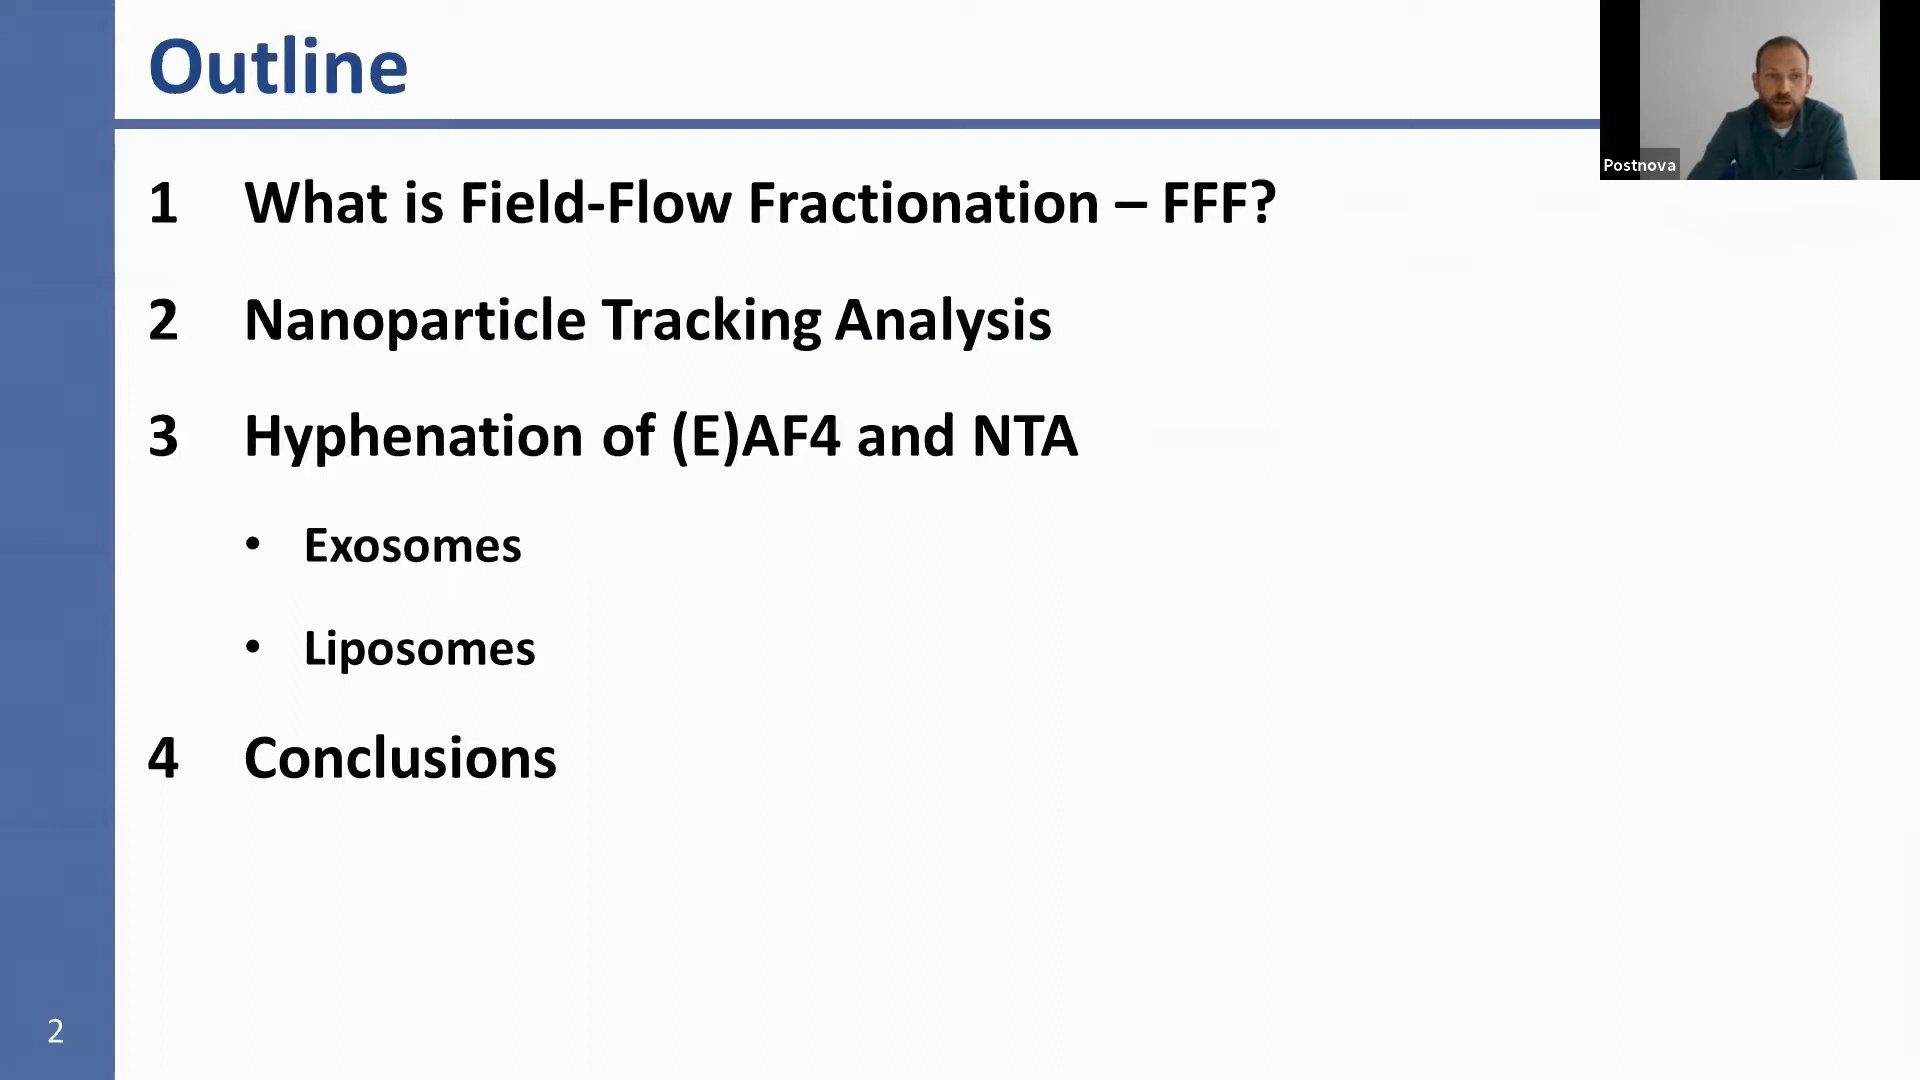 Outline
Postnova
1 What is Field-Flow Fractionation – FFF?
2 Nanoparticle Tracking Analysis
3 Hyphenation of (E)AF4 and NTA
• Exosomes
• Liposomes
4 Conclusions
2